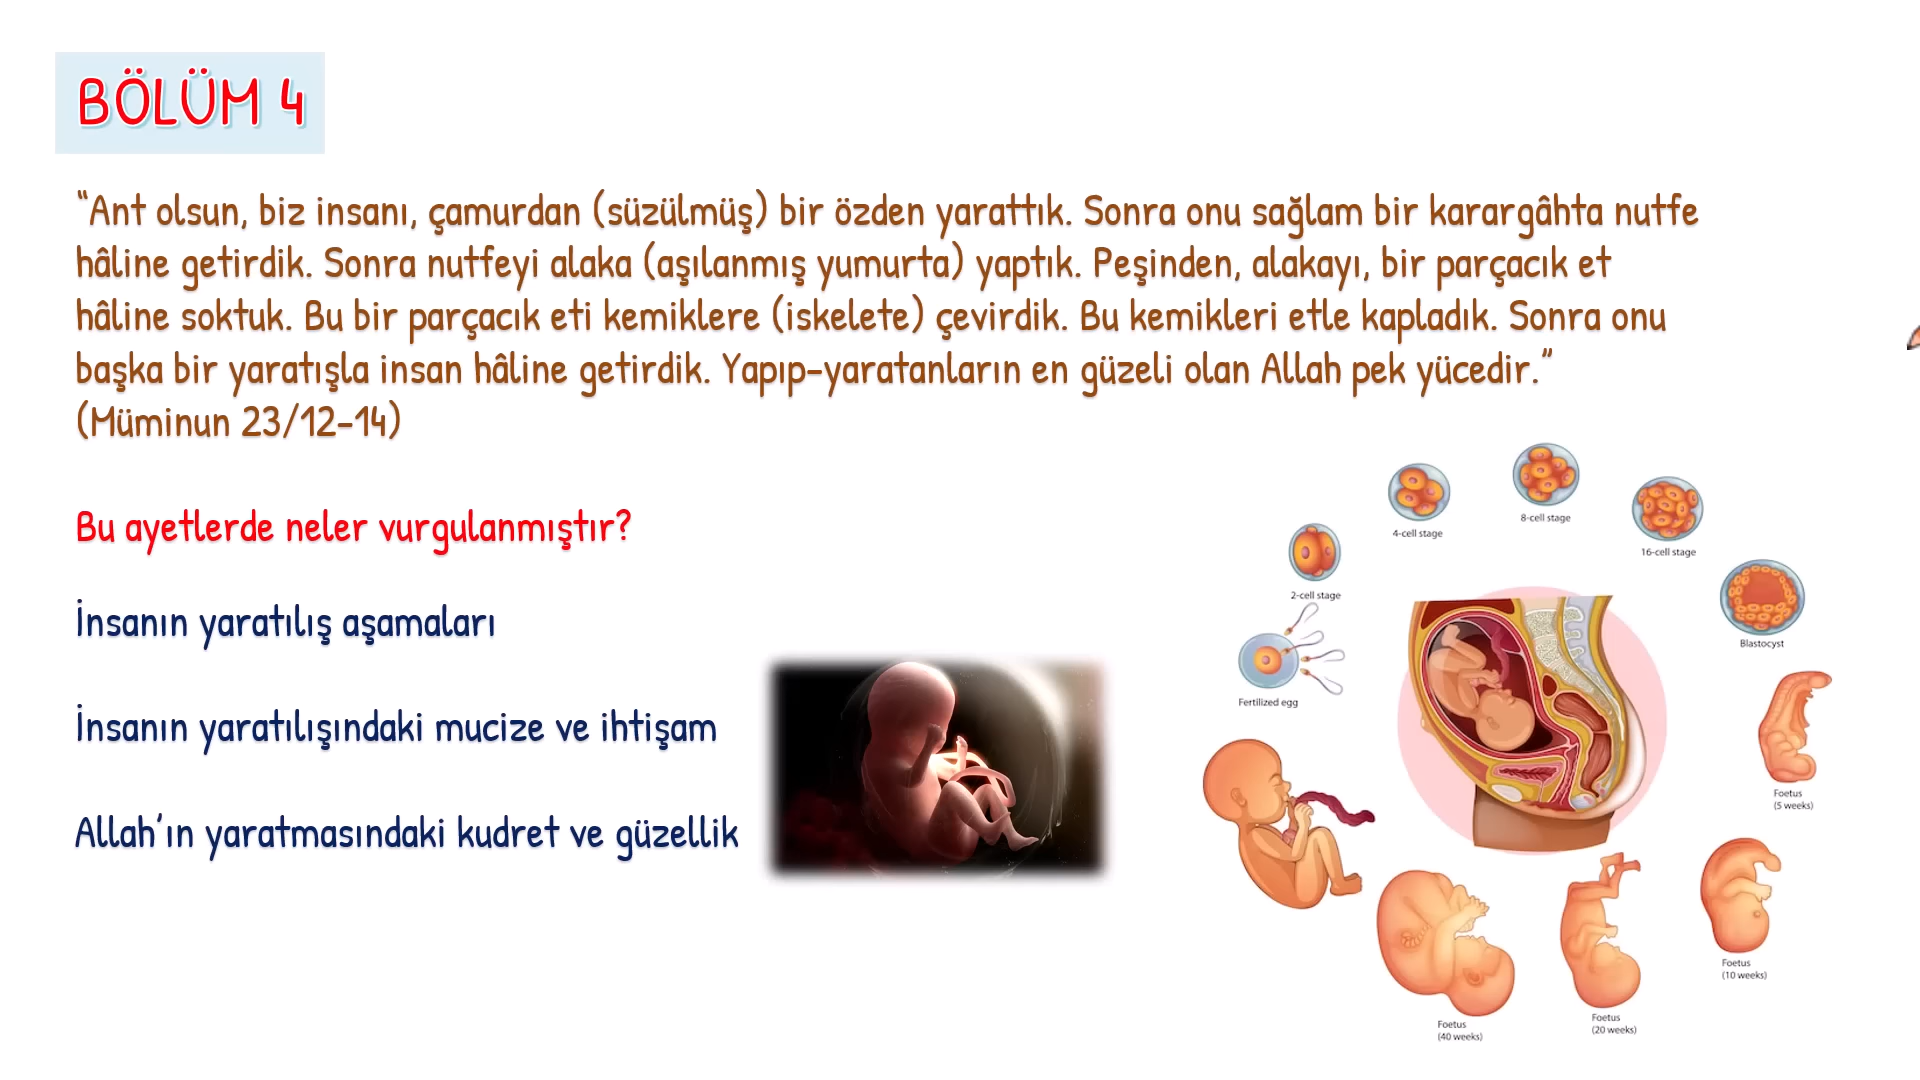 BÖLÜM 4
“Ant olsun, biz insanı, çamurdan (süzülmüş) bir özden yarattık. Sonra onu sağlam bir karargâhta nutfe
hâline getirdik. Sonra nutfeyi alaka (aşılanmış yumurta) yaptık. Peşinden, alakayı, bir parçacık et
hâline soktuk. Bu bir parçacık eti kemiklere (iskelete) çevirdik. Bu kemikleri etle kapladık. Sonra onu
başka bir yaratışla insan hâline getirdik. Yapıp-yaratanların en güzeli olan Allah pek yücedir.”
(Müminun 23/12-14)
Bu ayetlerde neler vurgulanmıştır?
İnsanın yaratılış aşamaları
İnsanın yaratılışındaki mucize ve ihtişam
Allah’ın yaratmasındaki kudret ve güzellik
Fertilized egg
2-cell stage
4-cell stage
8-cell stage
16-cell stage
Blastocyst
Foetus
(5 weeks)
Foetus
(10 weeks)
Foetus
(20 weeks)
Foetus
(40 weeks)